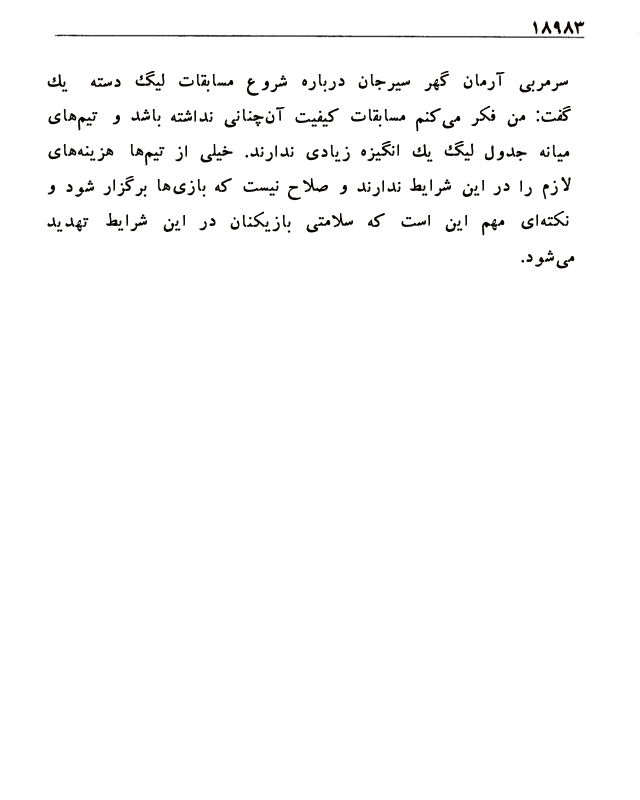 ۱۸۹۸۳
سرمربی آرمان گهر سیرجان درباره شروع مسابقات لیگ دسته یك
گفت: من فکر می‌کنم مسابقات کیفیت آن‌چنانی نداشته باشد و تیم‌های
میانه جدول لیگ یك انگیزه زیادی ندارند. خیلی از تیم‌ها هزینه‌های
لازم را در این شرایط ندارند و صلاح نیست که بازی‌ها برگزار شود و
نکته‌ای مهم این است که سلامتی بازیکنان در این شرایط تهدید
می‌شود.